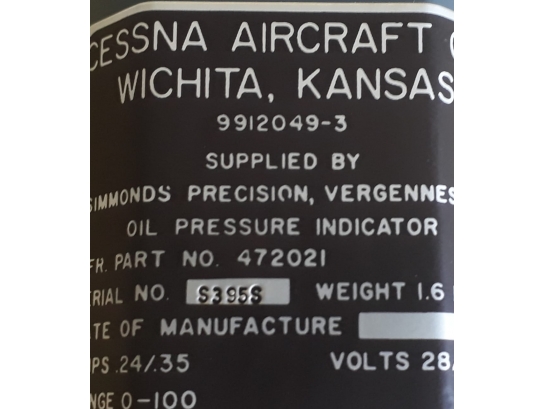 CESSNA AIRCRAFT C
WICHITA, KANSAS
9912049-3
SUPPLIED BY
SIMMONDS PRECISION, VERGENNES
OIL PRESSURE INDICATOR
FR. PART NO. 472021
ERIAL NO. S395S WEIGHT 1.6
TE OF MANUFACTURE
PS .24/.35 VOLTS 28/
NGE 0-100